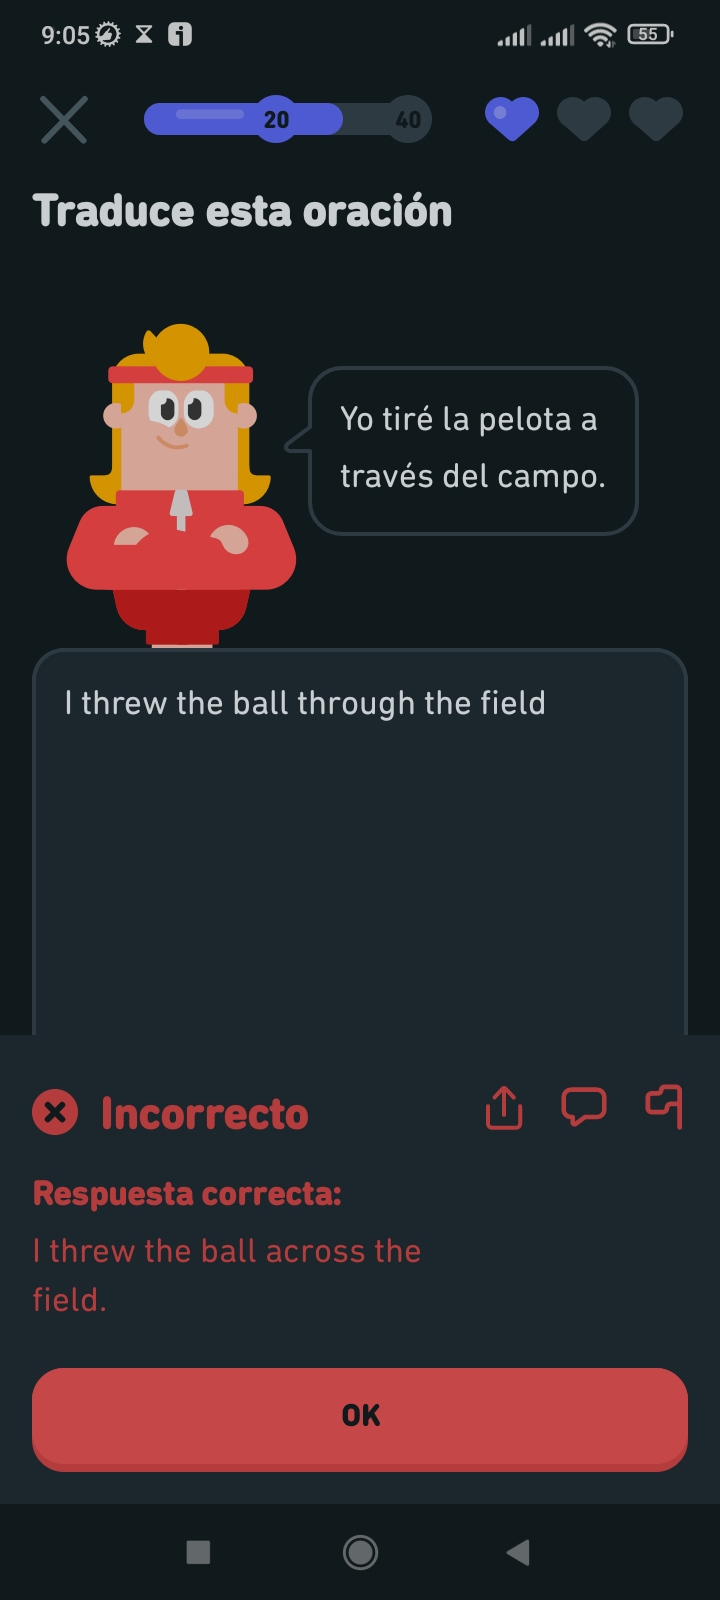 9:05
55
20
40
Traduce esta oración
Yo tiré la pelota a
través del campo.
I threw the ball through the field
Incorrecto
Respuesta correcta:
I threw the ball across the
field.
OK